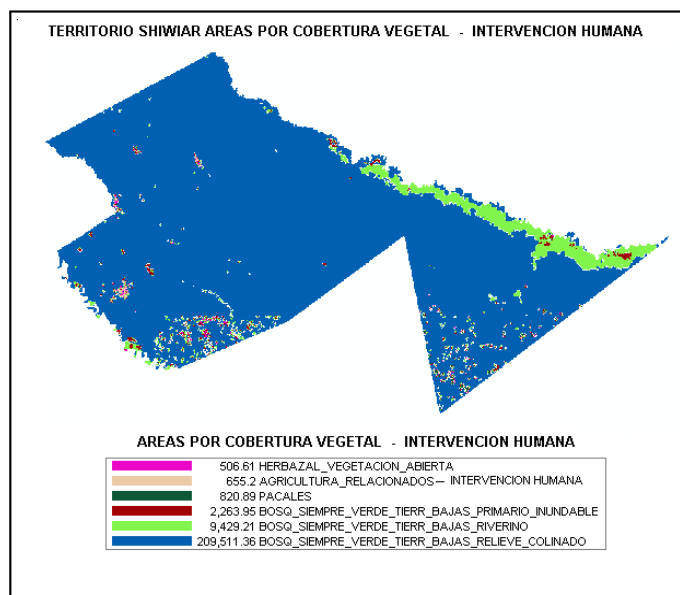 TERRITORIO SHIWIAR AREAS POR COBERTURA VEGETAL - INTERVENCION HUMANA
AREAS POR COBERTURA VEGETAL - INTERVENCION HUMANA
506.61 HERBAZAL_VEGETACION_ABIERTA
655.2 AGRICULTURA_RELACIONADOS — INTERVENCION HUMANA
820.89 PACALES
2,263.95 BOSQ_SIEMPRE_VERDE_TIERR_BAJAS_PRIMARIO_INUNDABLE
9,429.21 BOSQ_SIEMPRE_VERDE_TIERR_BAJAS_RIVERINO
209,511.36 BOSQ_SIEMPRE_VERDE_TIERR_BAJAS_RELIEVE_COLINADO